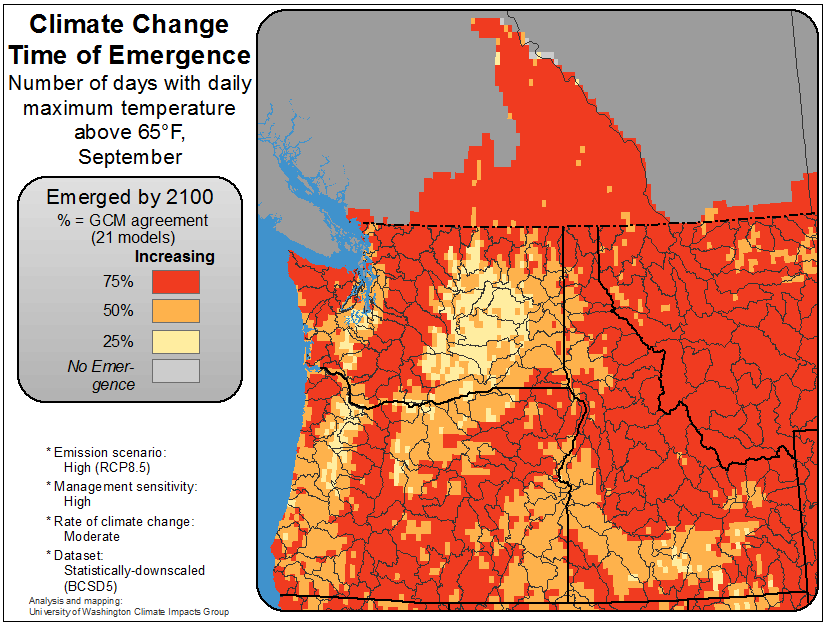 Climate Change
Time of Emergence
Number of days with daily
maximum temperature
above 65°F,
September
Emerged by 2100
% = GCM agreement
(21 models)
Increasing
75%
50%
25%
No Emer-
gence
* Emission scenario:
High (RCP8.5)
* Management sensitivity:
High
* Rate of climate change:
Moderate
* Dataset:
Statistically-downscaled
(BCSD5)
Analysis and mapping:
University of Washington Climate Impacts Group